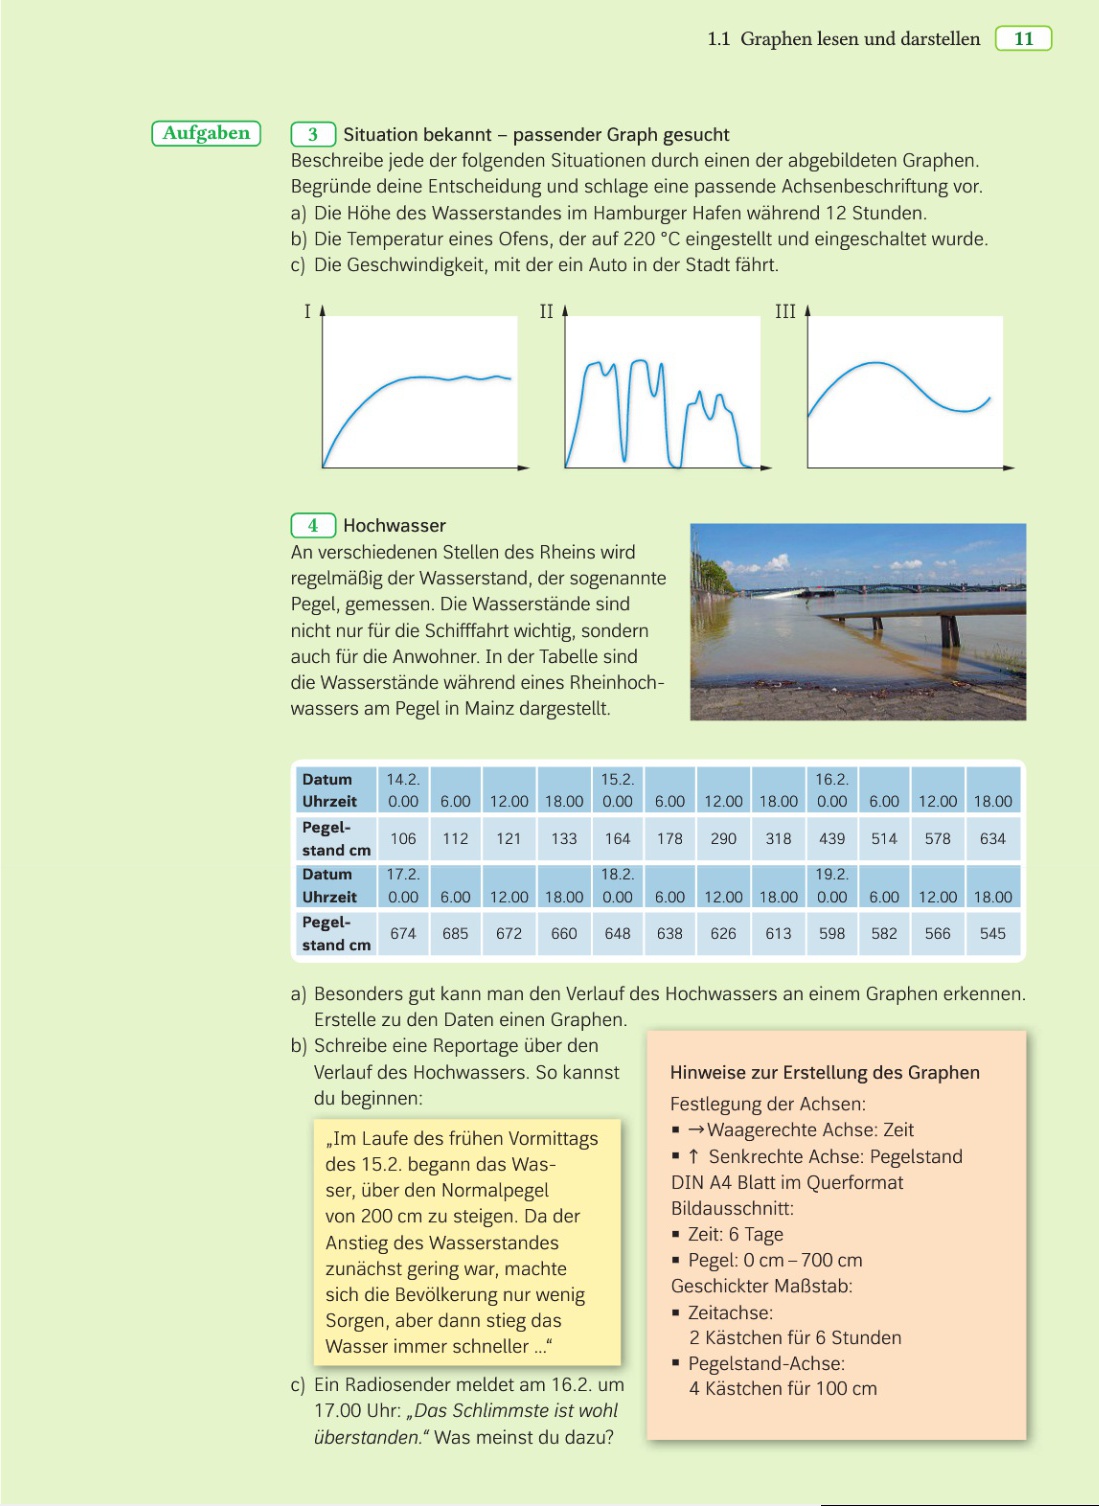 1.1 Graphen lesen und darstellen 11
Aufgaben
3 Situation bekannt – passender Graph gesucht
Beschreibe jede der folgenden Situationen durch einen der abgebildeten Graphen.
Begründe deine Entscheidung und schlage eine passende Achsenbeschriftung vor.
a) Die Höhe des Wasserstandes im Hamburger Hafen während 12 Stunden.
b) Die Temperatur eines Ofens, der auf 220 °C eingestellt und eingeschaltet wurde.
c) Die Geschwindigkeit, mit der ein Auto in der Stadt fährt.
I II III
4 Hochwasser
An verschiedenen Stellen des Rheins wird
regelmäßig der Wasserstand, der sogenannte
Pegel, gemessen. Die Wasserstände sind
nicht nur für die Schifffahrt wichtig, sondern
auch für die Anwohner. In der Tabelle sind
die Wasserstände während eines Rheinhoch-
wassers am Pegel in Mainz dargestellt.
Datum 14.2. 15.2. 16.2.
Uhrzeit 0.00 6.00 12.00 18.00 0.00 6.00 12.00 18.00 0.00 6.00 12.00 18.00
Pegel-
stand cm 106 112 121 133 164 178 290 318 439 514 578 634
Datum 17.2. 18.2. 19.2.
Uhrzeit 0.00 6.00 12.00 18.00 0.00 6.00 12.00 18.00 0.00 6.00 12.00 18.00
Pegel-
stand cm 674 685 672 660 648 638 626 613 598 582 566 545
a) Besonders gut kann man den Verlauf des Hochwassers an einem Graphen erkennen.
Erstelle zu den Daten einen Graphen.
b) Schreibe eine Reportage über den
Verlauf des Hochwassers. So kannst
du beginnen:
„Im Laufe des frühen Vormittags
des 15.2. begann das Was-
ser, über den Normalpegel
von 200 cm zu steigen. Da der
Anstieg des Wasserstandes
zunächst gering war, machte
sich die Bevölkerung nur wenig
Sorgen, aber dann stieg das
Wasser immer schneller ...“
c) Ein Radiosender meldet am 16.2. um
17.00 Uhr: „Das Schlimmste ist wohl
überstanden.“ Was meinst du dazu?
Hinweise zur Erstellung des Graphen
Festlegung der Achsen:
▪ →Waagerechte Achse: Zeit
▪ ↑ Senkrechte Achse: Pegelstand
DIN A4 Blatt im Querformat
Bildausschnitt:
▪ Zeit: 6 Tage
▪ Pegel: 0 cm – 700 cm
Geschickter Maßstab:
▪ Zeitachse:
2 Kästchen für 6 Stunden
▪ Pegelstand-Achse:
4 Kästchen für 100 cm